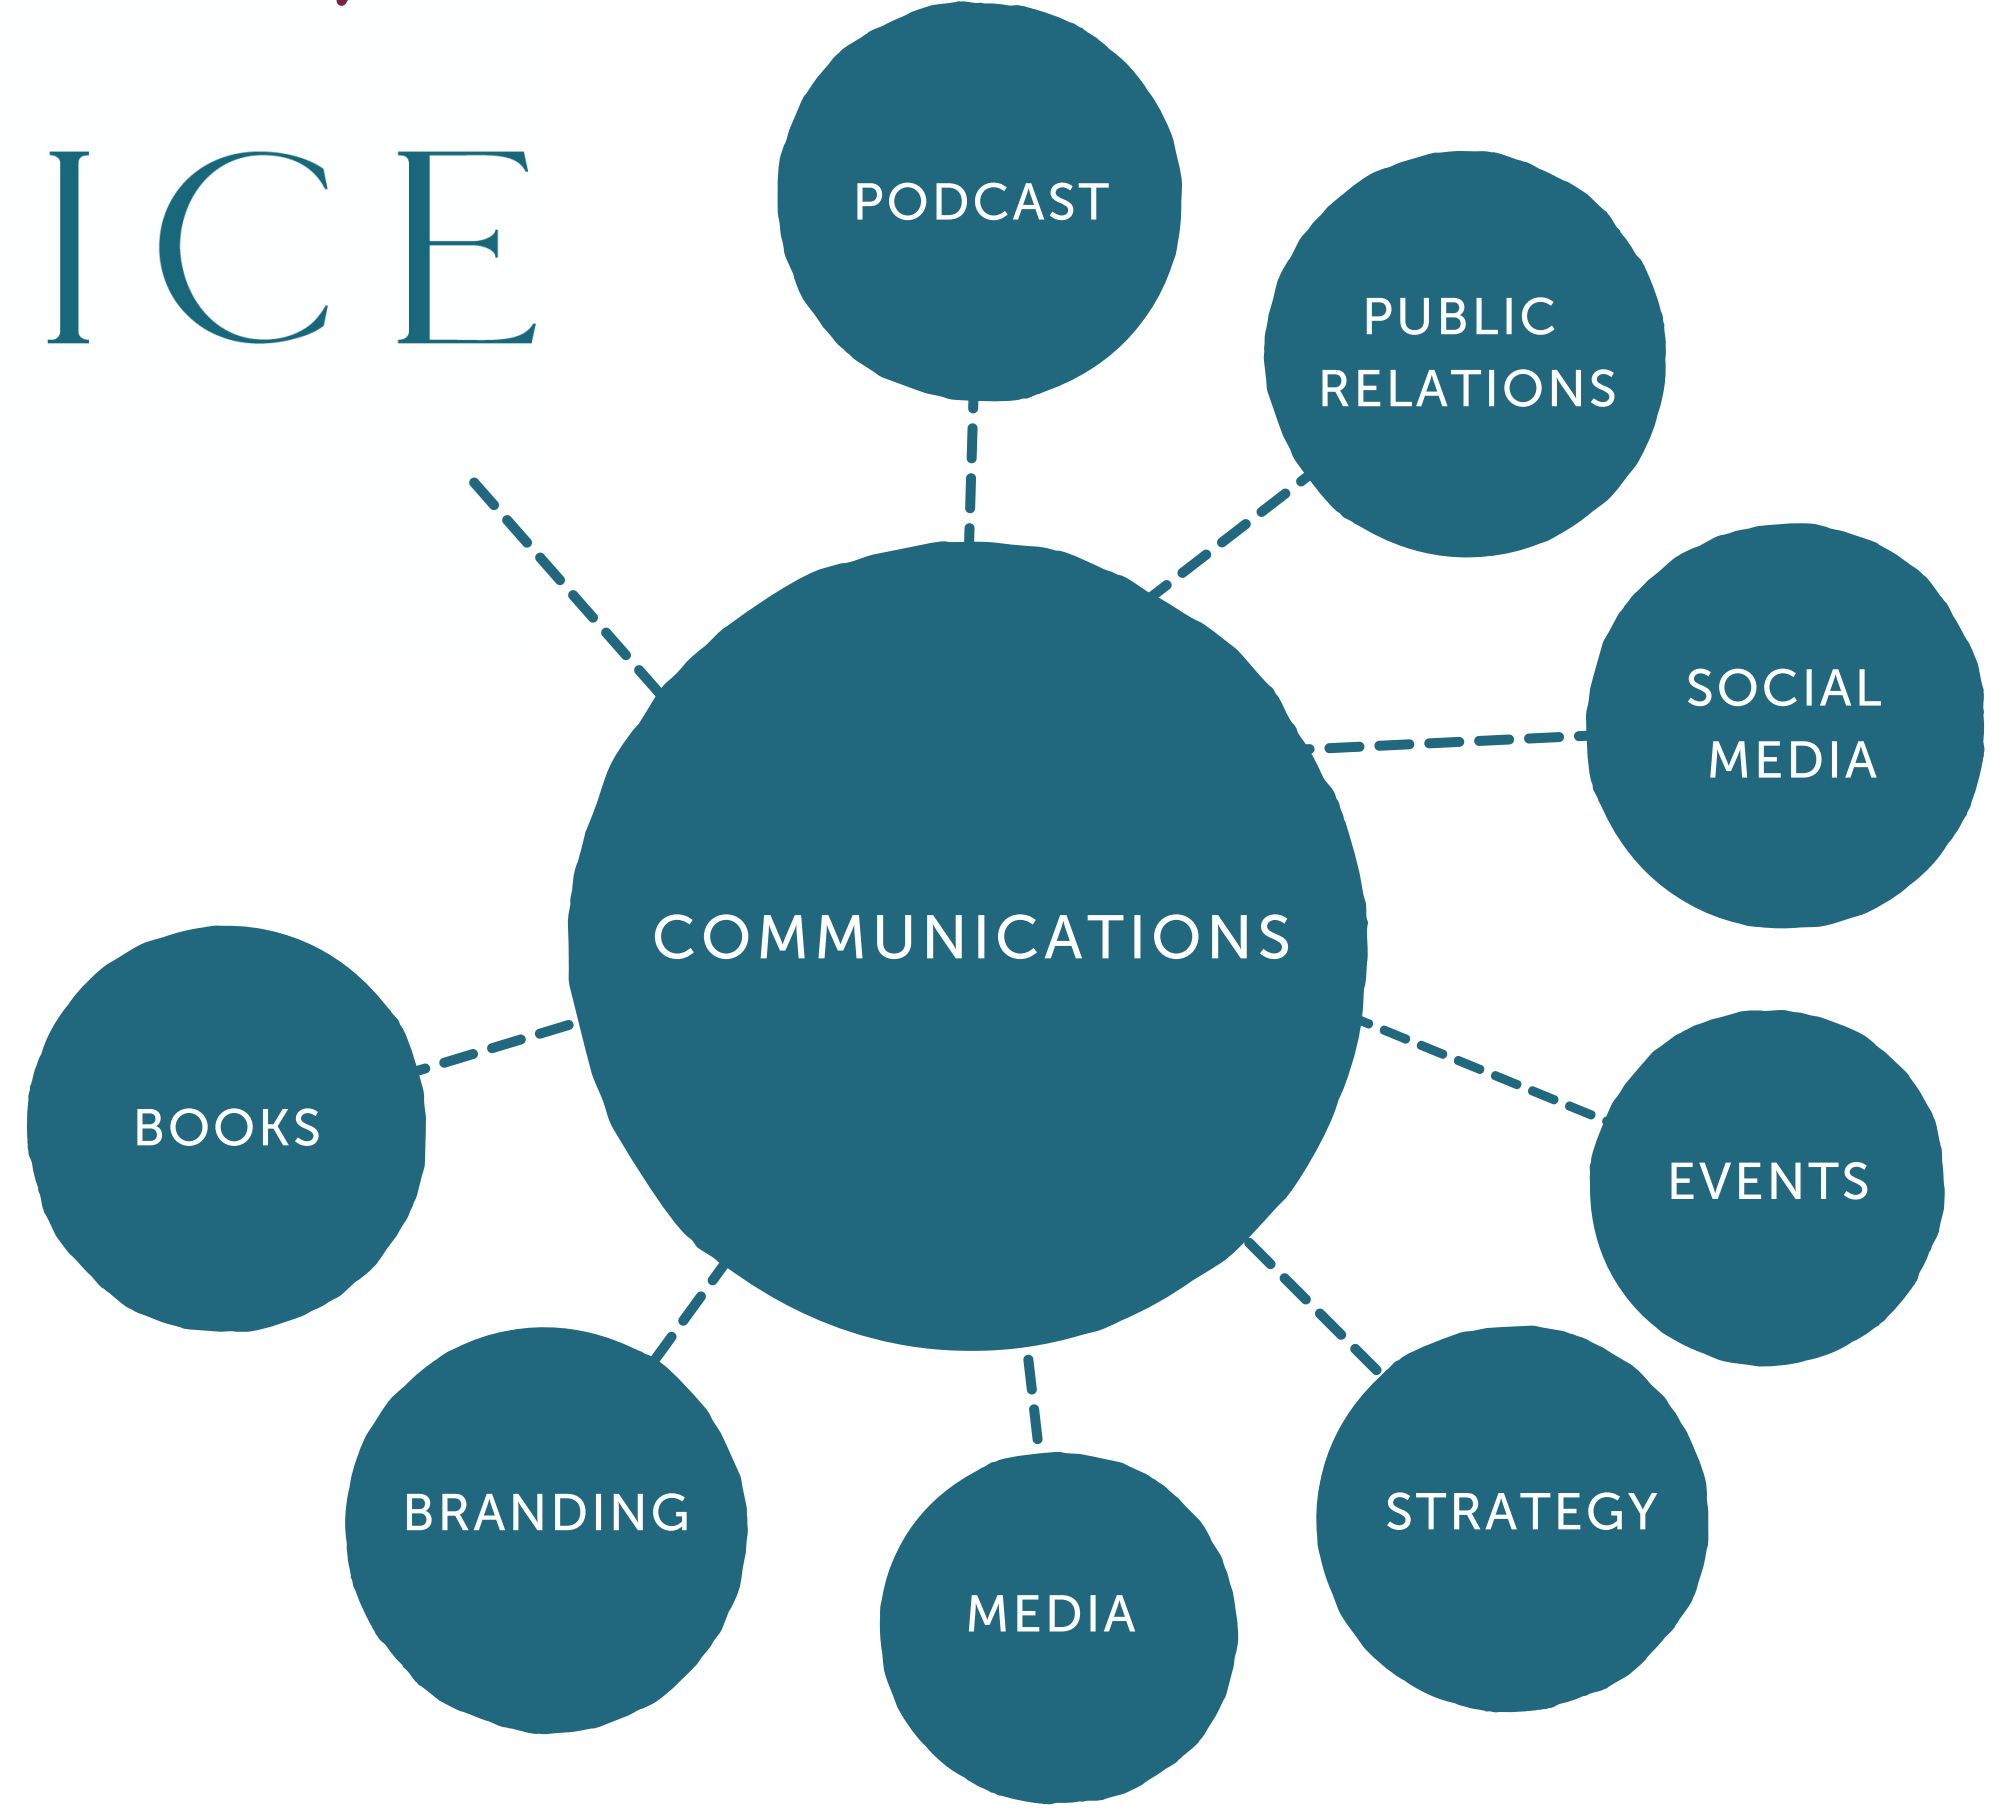 ICE
PODCAST
PUBLIC
RELATIONS
SOCIAL
MEDIA
COMMUNICATIONS
BOOKS
EVENTS
BRANDING
STRATEGY
MEDIA